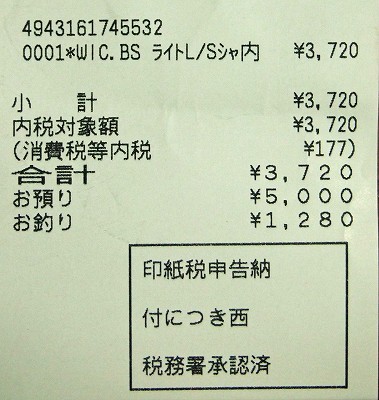 4943161745532
0001*WIC.BS ライトL/Sシャ内 ¥3,720
小 計 ¥3,720
内税対象額 ¥3,720
(消費税等内税 ¥177)
合計 ¥3,720
お預り ¥5,000
お釣り ¥1,280
印紙税申告納
付につき西
税務署承認済